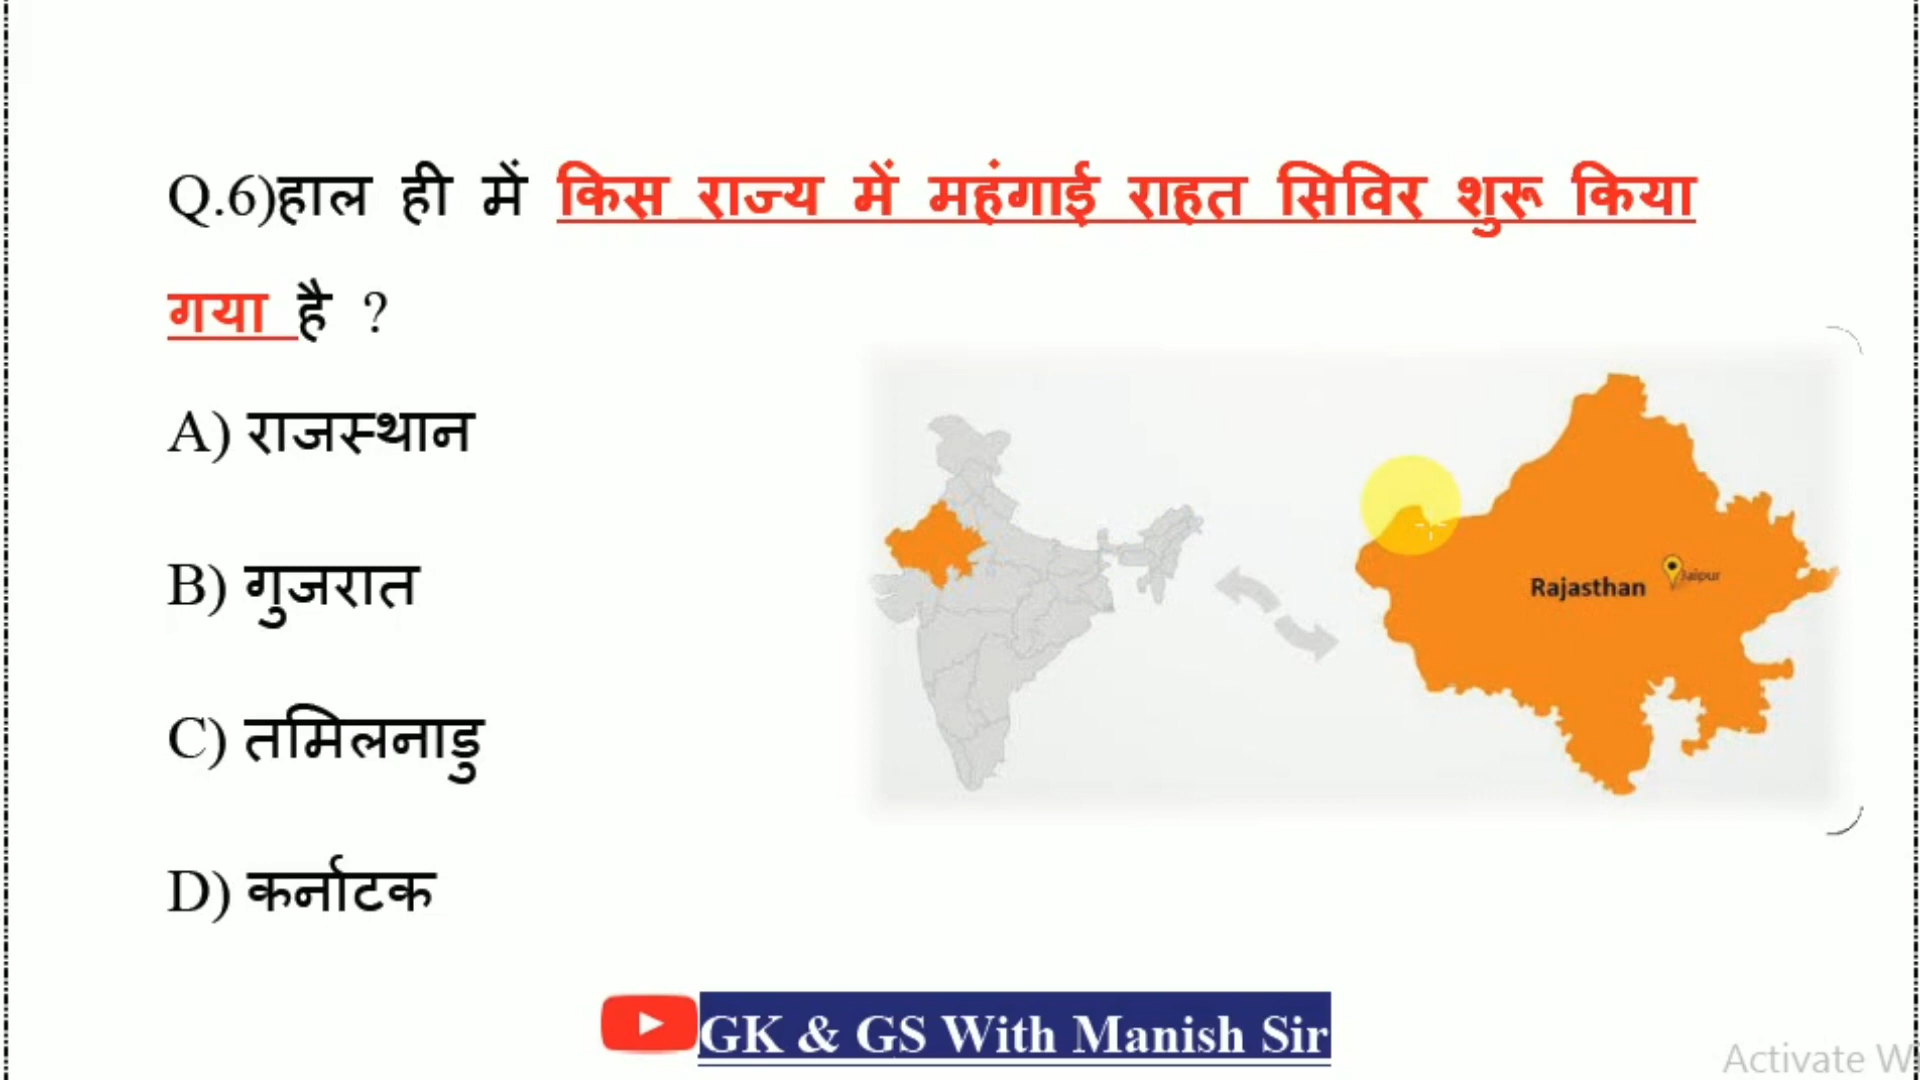 Q.6)हाल ही में किस राज्य में महंगाई राहत सिविर शुरू किया
गया है ?
A) राजस्थान
B) गुजरात
C) तमिलनाडु
D) कर्नाटक
Rajasthan
Jaipur
GK & GS With Manish Sir
Activate W